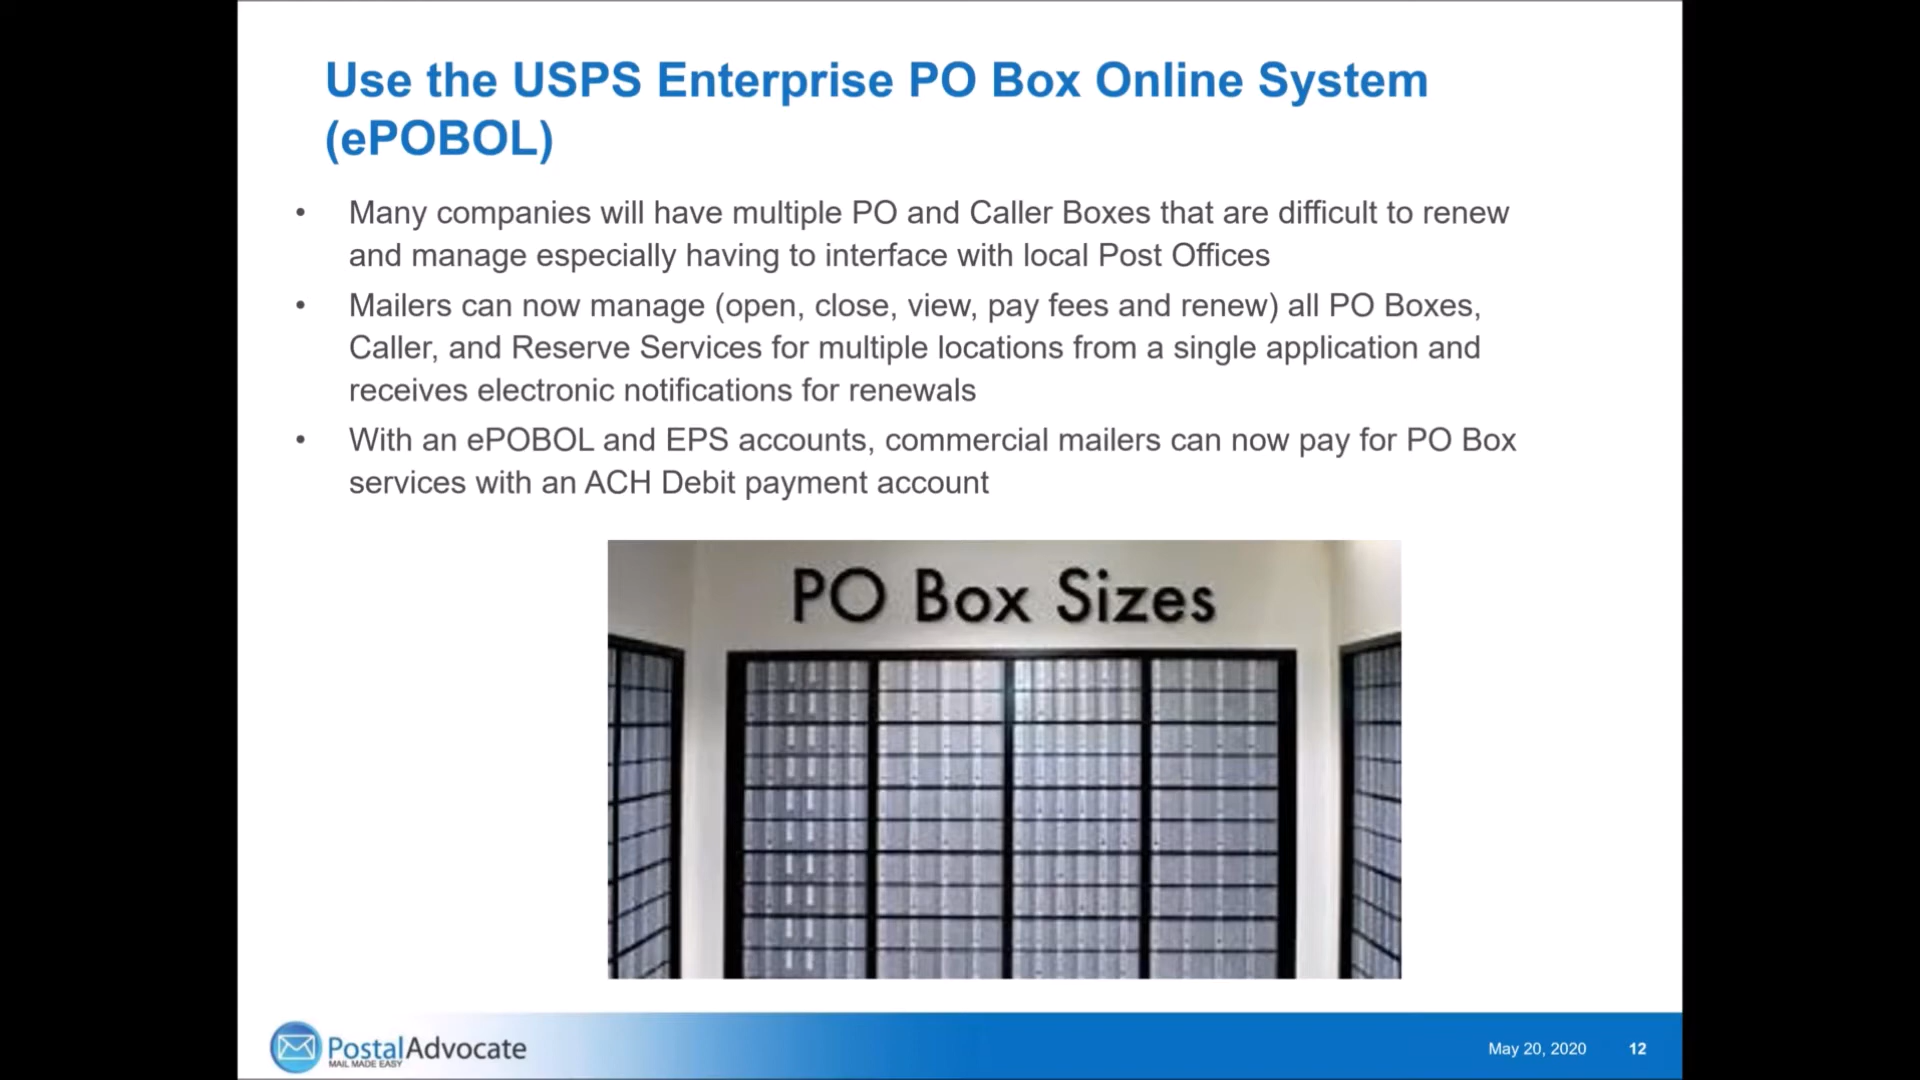 Use the USPS Enterprise PO Box Online System
(ePOBOL)
• Many companies will have multiple PO and Caller Boxes that are difficult to renew
and manage especially having to interface with local Post Offices
• Mailers can now manage (open, close, view, pay fees and renew) all PO Boxes,
Caller, and Reserve Services for multiple locations from a single application and
receives electronic notifications for renewals
• With an ePOBOL and EPS accounts, commercial mailers can now pay for PO Box
services with an ACH Debit payment account
PO Box Sizes
PostalAdvocate
MAIL MADE EASY
May 20, 2020 12